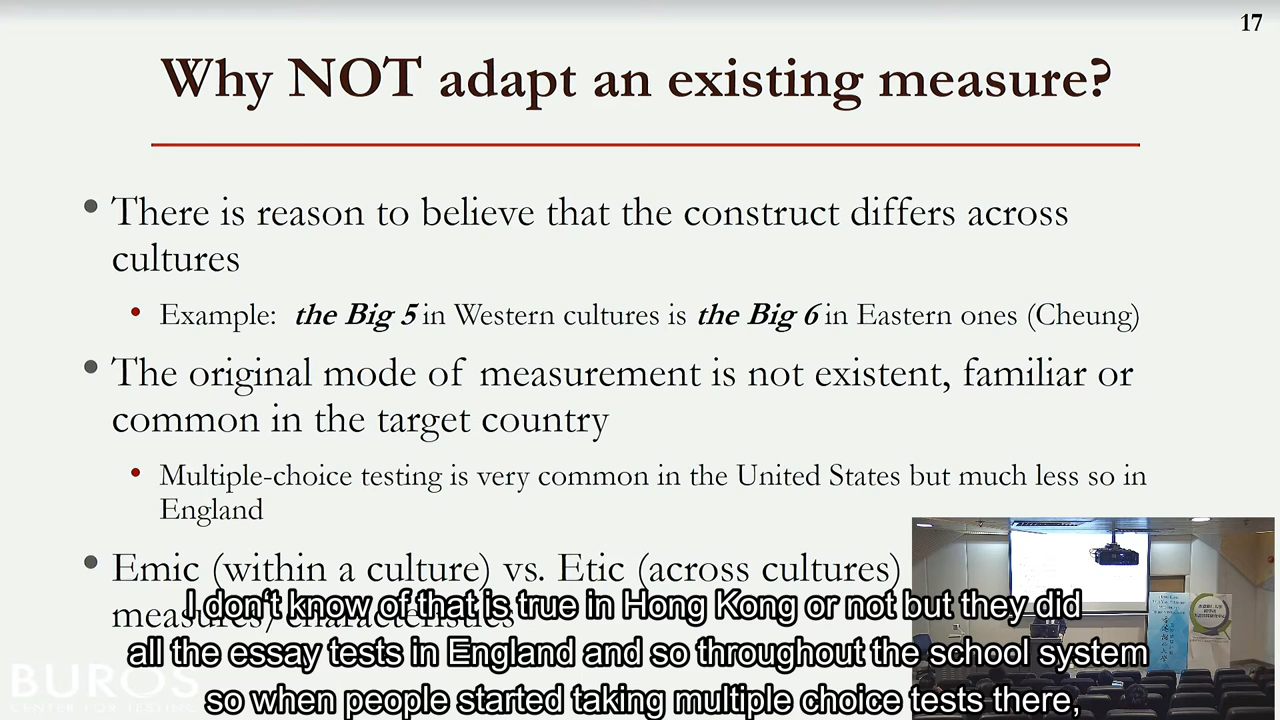 17
Why NOT adapt an existing measure?
• There is reason to believe that the construct differs across
cultures
• Example: the Big 5 in Western cultures is the Big 6 in Eastern ones (Cheung)
• The original mode of measurement is not existent, familiar or
common in the target country
• Multiple-choice testing is very common in the United States but much less so in
England
• Emic (within a culture) vs. Etic (across cultures)
measures/characteristics
I don't know of that is true in Hong Kong or not but they did
all the essay tests in England and so throughout the school system
so when people started taking multiple choice tests there,
BUROS
CENTER FOR TESTING